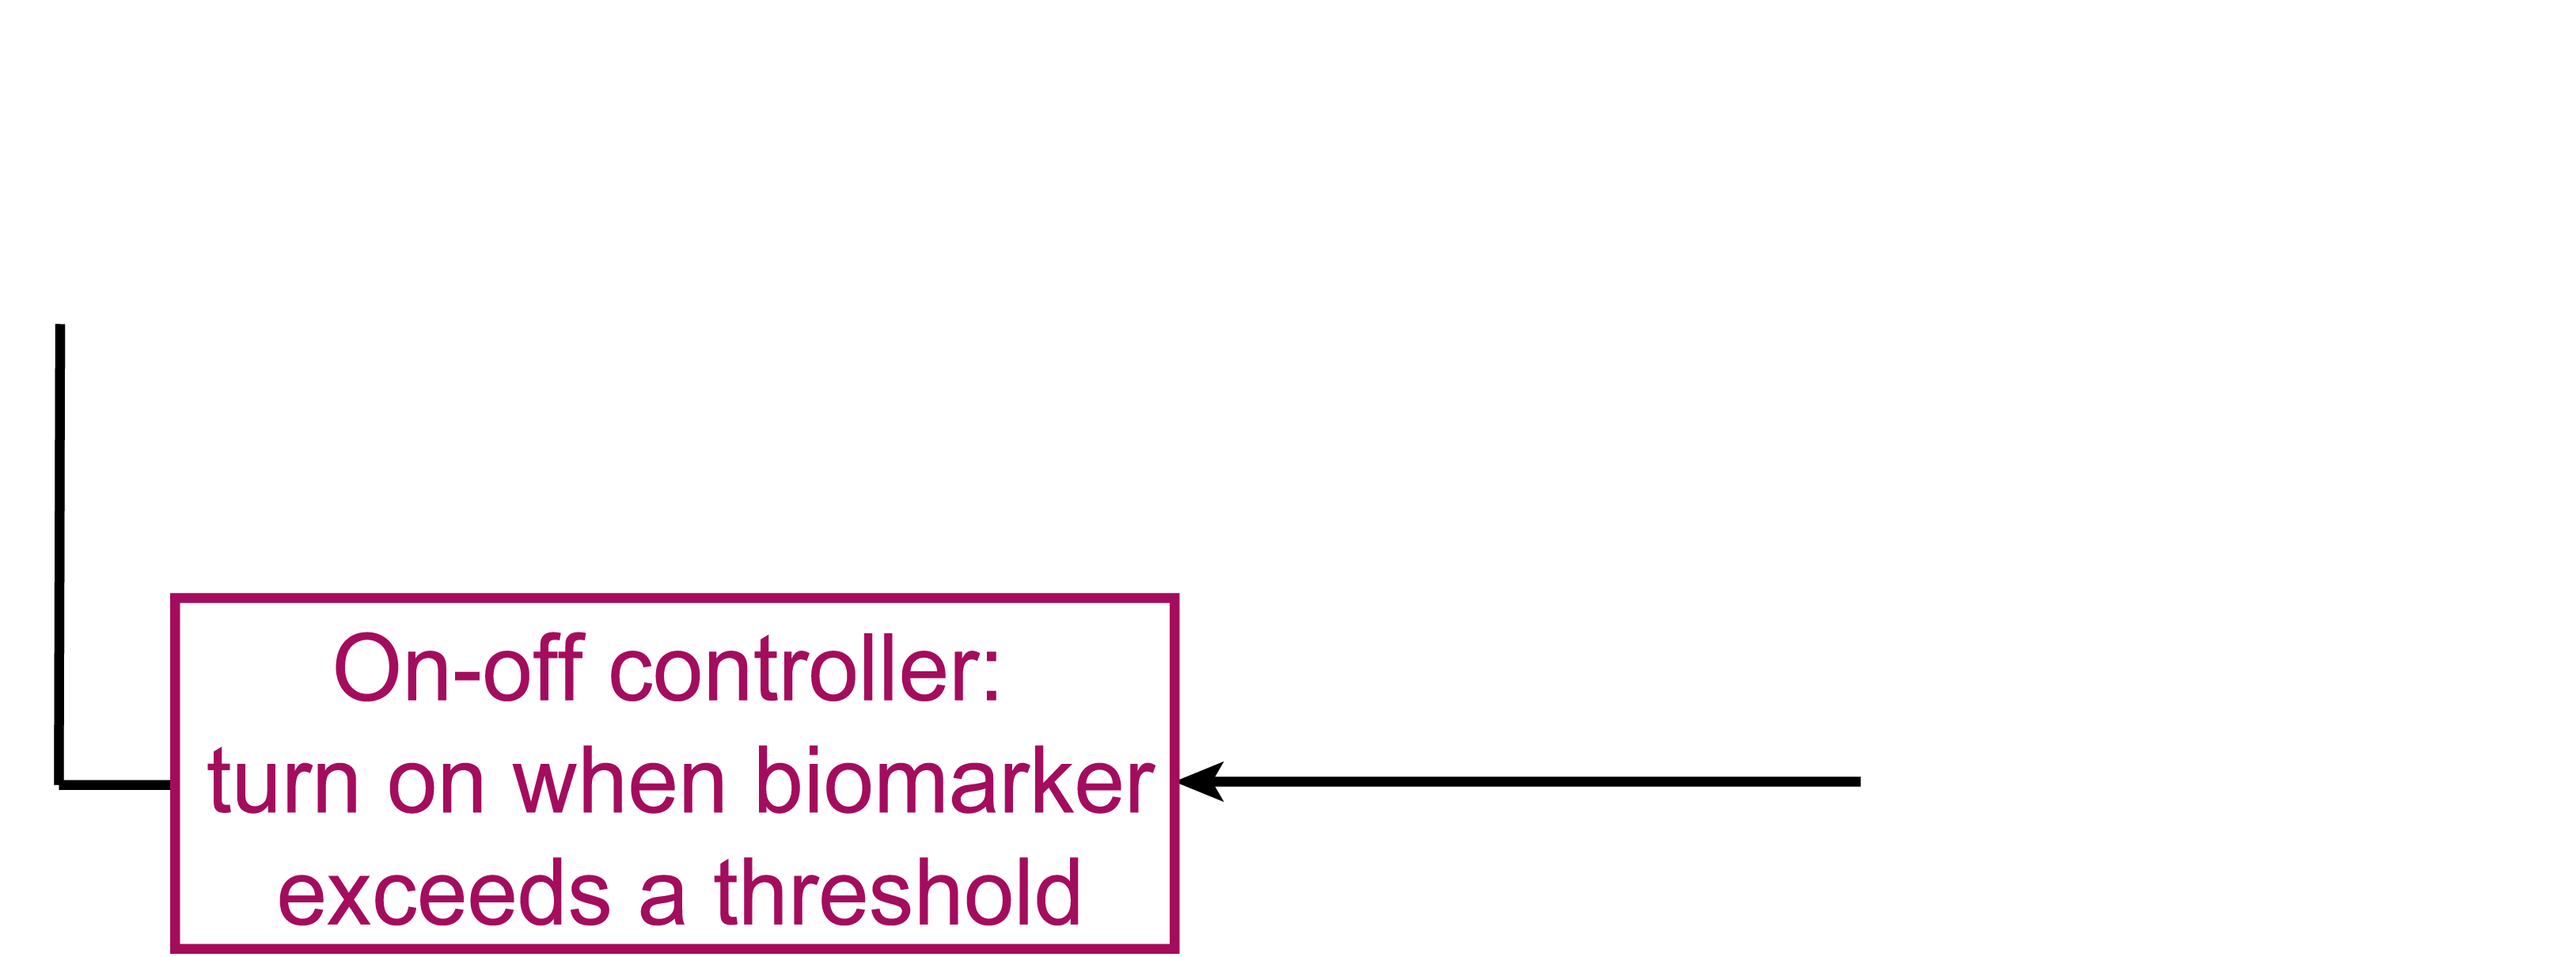 On-off controller:
turn on when biomarker
exceeds a threshold